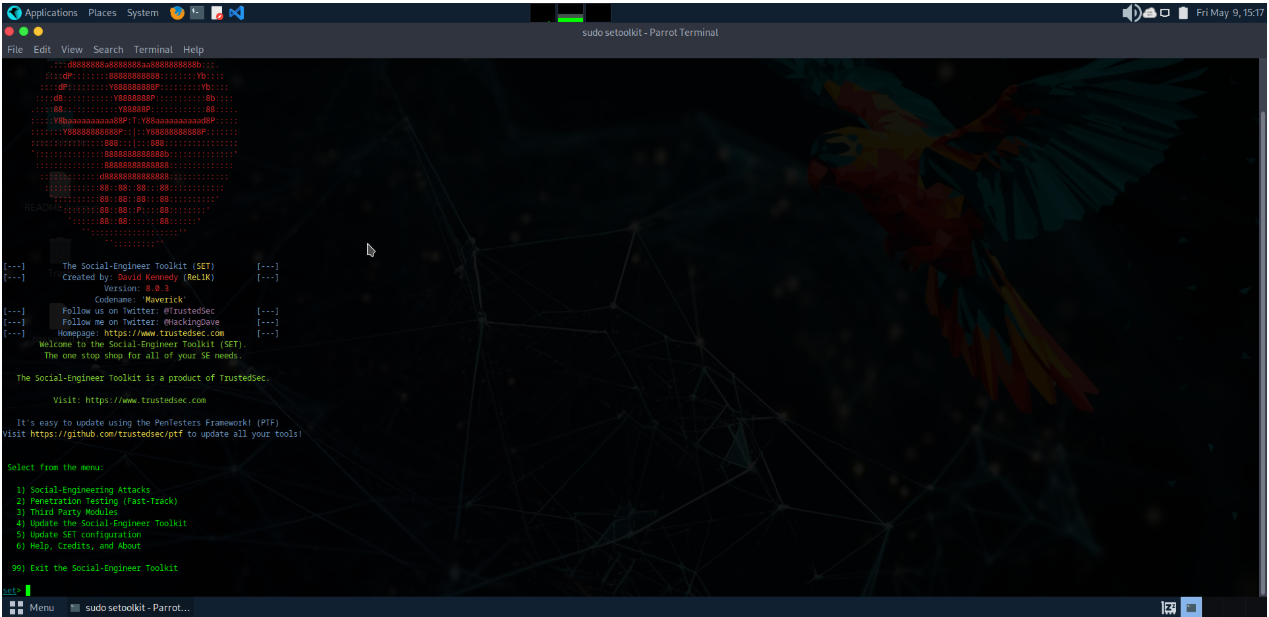 Applications Places System Fri May 9, 15:17
sudo setoolkit - Parrot Terminal
File Edit View Search Terminal Help
[---] The Social-Engineer Toolkit (SET) [---]
[---] Created by: David Kennedy (ReL1K) [---]
Version: 8.0.3
Codename: 'Maverick'
[---] Follow us on Twitter: @TrustedSec [---]
[---] Follow me on Twitter: @HackingDave [---]
[---] Homepage: https://www.trustedsec.com [---]
Welcome to the Social-Engineer Toolkit (SET).
The one stop shop for all of your SE needs.
The Social-Engineer Toolkit is a product of TrustedSec.
Visit: https://www.trustedsec.com
It's easy to update using the PenTesters Framework! (PTF)
Visit https://github.com/trustedsec/ptf to update all your tools!
Select from the menu:
1) Social-Engineering Attacks
2) Penetration Testing (Fast-Track)
3) Third Party Modules
4) Update the Social-Engineer Toolkit
5) Update SET configuration
6) Help, Credits, and About
99) Exit the Social-Engineer Toolkit
set>
Menu sudo setoolkit - Parrot...